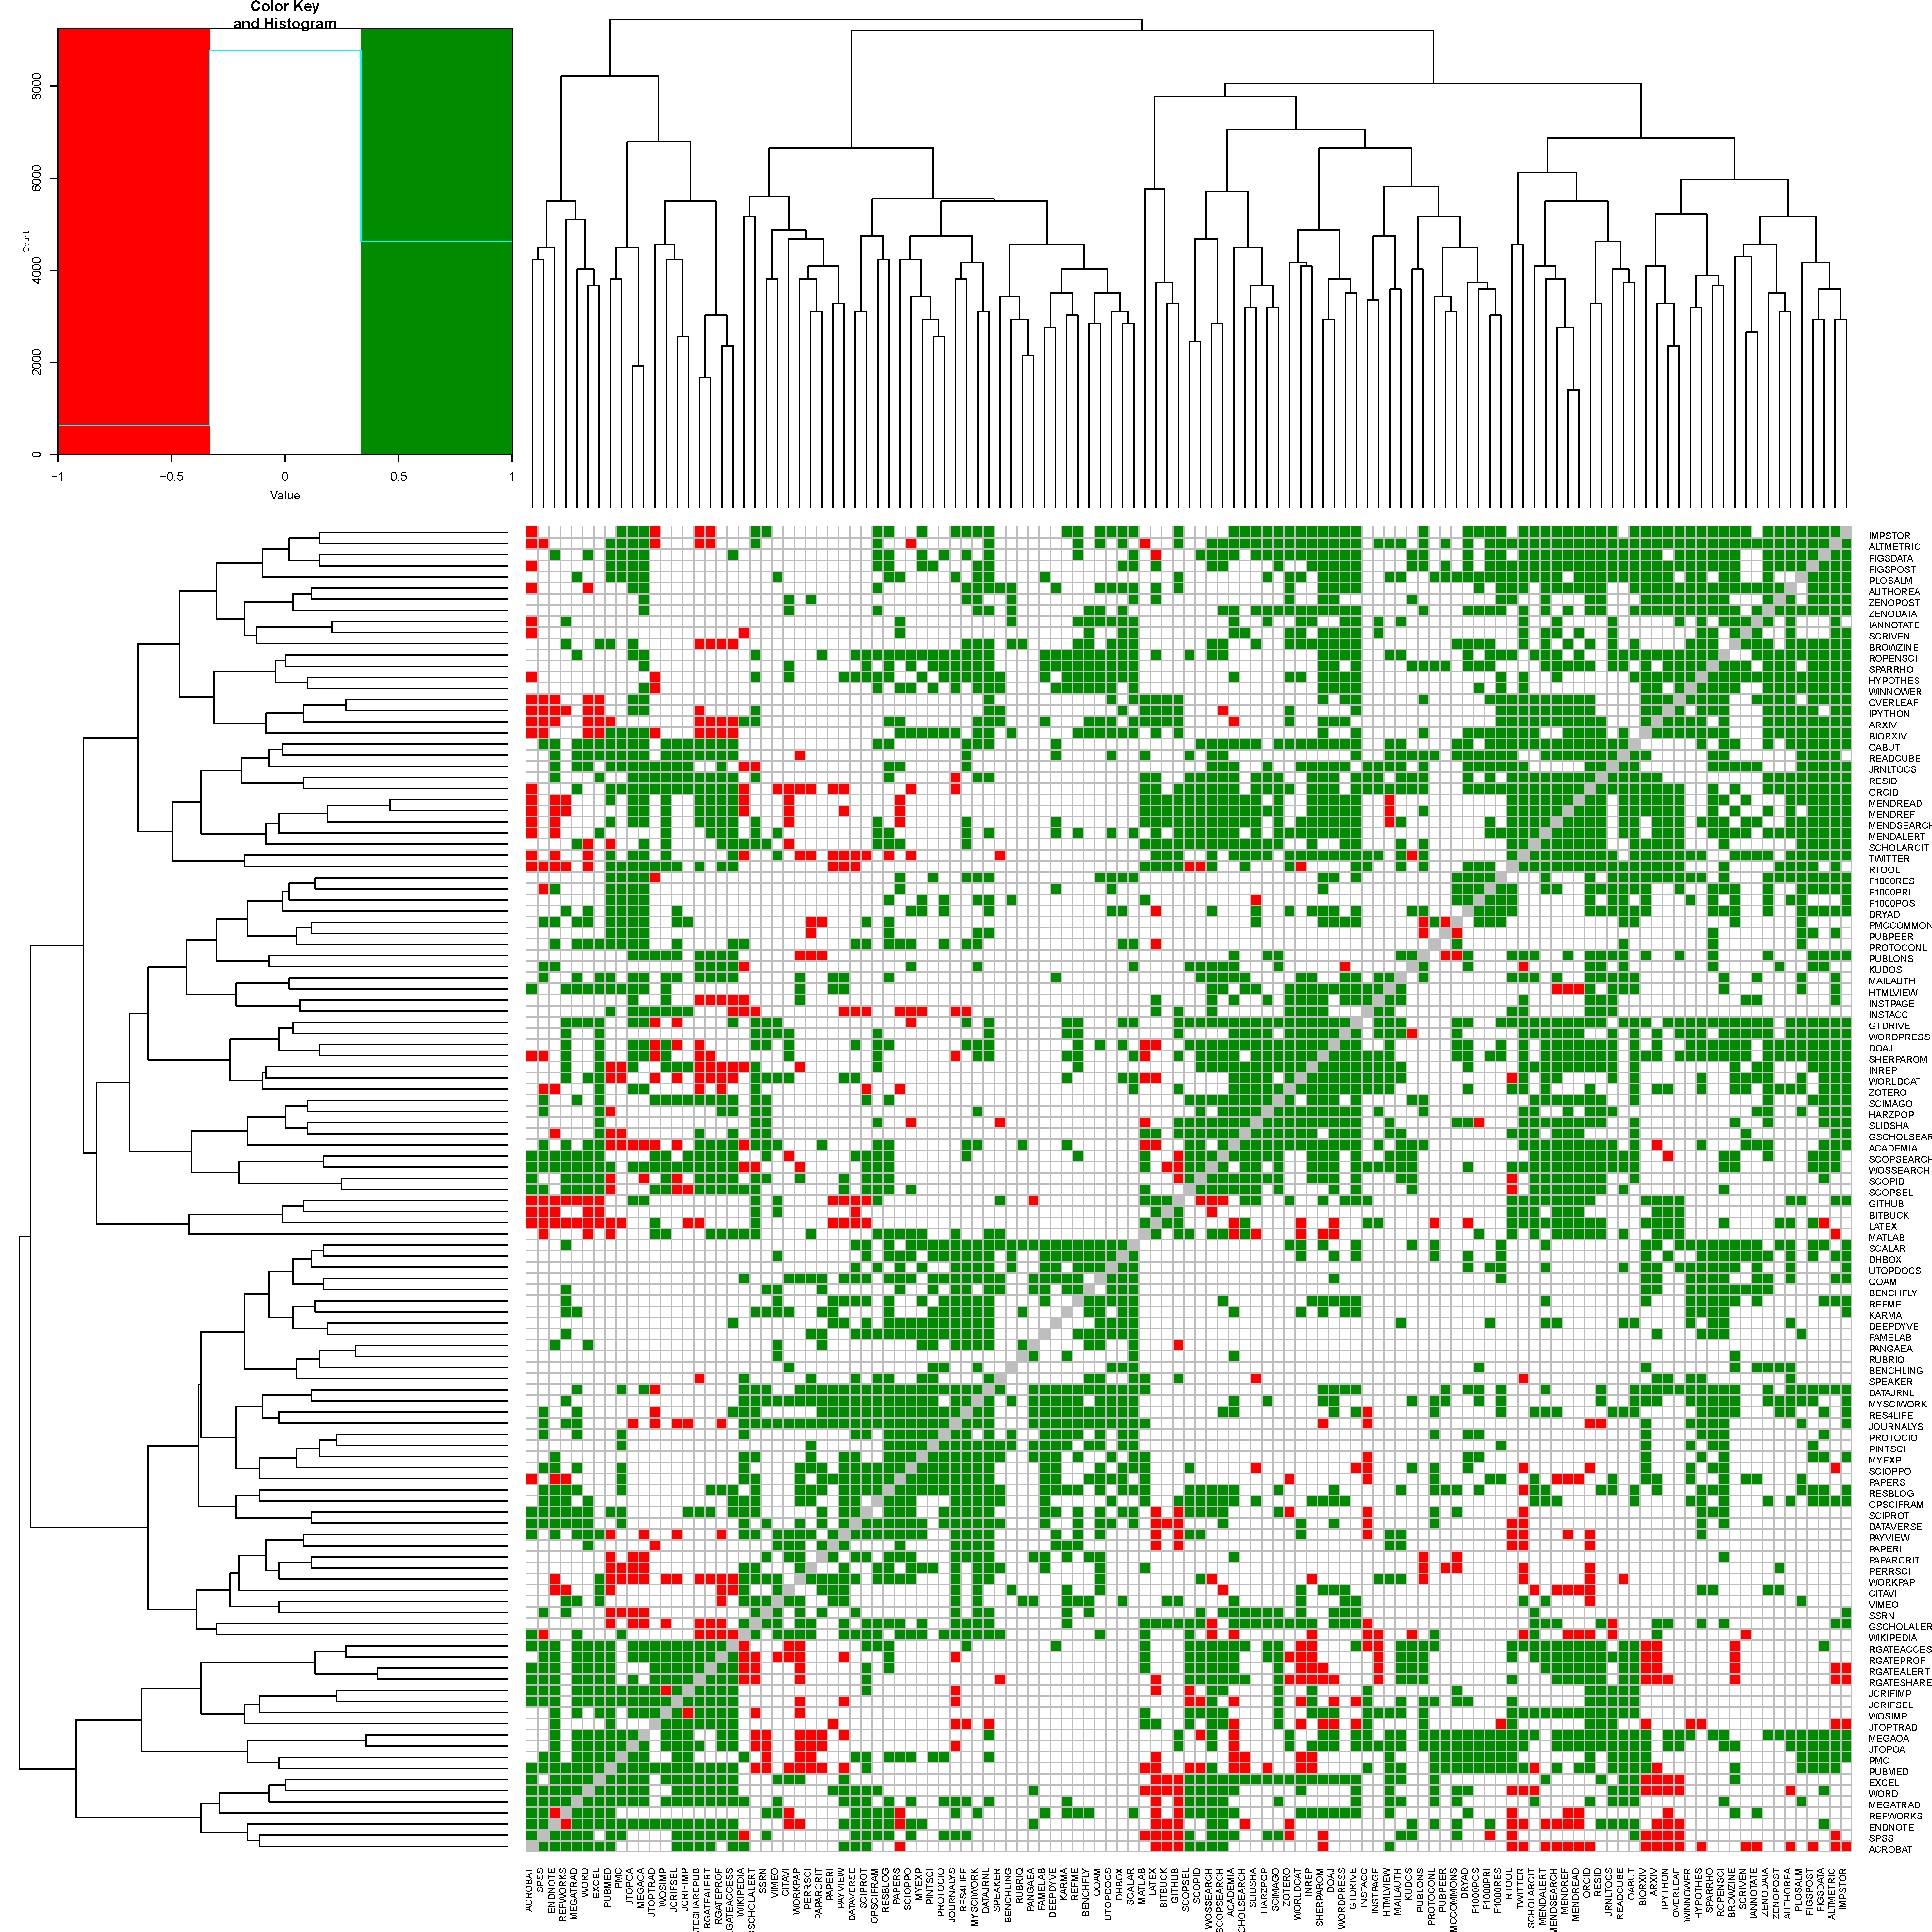 Color Key
and Histogram
Count
0
2000
4000
6000
8000
−1
−0.5
0
0.5
1
Value
IMPSTOR
ALTMETRIC
FIGSDATA
FIGSPOST
PLOSALM
AUTHOREA
ZENOPOST
ZENODATA
IANNOTATE
SCRIVEN
BROWZINE
ROPENSCI
SPARRHO
HYPOTHES
WINNOWER
OVERLEAF
IPYTHON
ARXIV
BIORXIV
OABUT
READCUBE
JRNLTOCS
RESID
ORCID
MENDREAD
MENDREF
MENDSEARCH
MENDALERT
SCHOLARCIT
TWITTER
RTOOL
F1000RES
F1000PRI
F1000POS
DRYAD
PMCCOMMON
PUBPEER
PROTOCONL
PUBLONS
KUDOS
MAILAUTH
HTMLVIEW
INSTPAGE
INSTACC
GTDRIVE
WORDPRESS
DOAJ
SHERPAROM
INREP
WORLDCAT
ZOTERO
SCIMAGO
HARZPOP
SLIDSHA
GSCHOLSEAR
ACADEMIA
SCOPSEARCH
WOSSEARCH
SCOPID
SCOPSEL
GITHUB
BITBUCK
LATEX
MATLAB
SCALAR
DHBOX
UTOPDOCS
QOAM
BENCHFLY
REFME
KARMA
DEEPDYVE
FAMELAB
PANGAEA
RUBRIQ
BENCHLING
SPEAKER
DATAJRNL
MYSCIWORK
RES4LIFE
JOURNALYS
PROTOCIO
PINTSCI
MYEXP
SCIOPPO
PAPERS
RESBLOG
OPSCIFRAM
SCIPROT
DATAVERSE
PAYVIEW
PAPERI
PAPARCRIT
PERRSCI
WORKPAP
CITAVI
VIMEO
SSRN
GSCHOLALER
WIKIPEDIA
RGATEACCES
RGATEPROF
RGATEALERT
RGATESHARE
JCRIFIMP
JCRIFSEL
WOSIMP
JTOPTRAD
MEGAOA
JTOPOA
PMC
PUBMED
EXCEL
WORD
MEGATRAD
REFWORKS
ENDNOTE
SPSS
ACROBAT
ACROBAT
SPSS
ENDNOTE
REFWORKS
MEGATRAD
WORD
EXCEL
PUBMED
PMC
JTOPOA
MEGAOA
JTOPTRAD
WOSIMP
JCRIFSEL
JCRIFIMP
TESHAREPUB
RGATEALERT
RGATEPROF
GATEACCESS
WIKIPEDIA
GSCHOLALERT
SSRN
VIMEO
CITAVI
WORKPAP
PERRSCI
PAPARCRIT
PAPERI
PAYVIEW
DATAVERSE
SCIPROT
OPSCIFRAM
RESBLOG
PAPERS
SCIOPPO
MYEXP
PINTSCI
PROTOCIO
JOURNALYS
RES4LIFE
MYSCIWORK
DATAJRNL
SPEAKER
BENCHLING
RUBRIQ
PANGAEA
FAMELAB
DEEPDYVE
KARMA
REFME
BENCHFLY
QOAM
UTOPDOCS
DHBOX
SCALAR
MATLAB
LATEX
BITBUCK
GITHUB
SCOPSEL
SCOPID
WOSSEARCH
SCOPSEARCH
ACADEMIA
CHOLSEARCH
SLIDSHA
HARZPOP
SCIMAGO
ZOTERO
WORLDCAT
INREP
SHERPAROM
DOAJ
WORDPRESS
GTDRIVE
INSTACC
INSTPAGE
HTMLVIEW
MAILAUTH
KUDOS
PUBLONS
PROTOCONL
PUBPEER
MCCOMMONS
DRYAD
F1000POS
F1000PRI
F1000RES
RTOOL
TWITTER
SCHOLARCIT
MENDALERT
MENDSEARCH
MENDREF
MENDREAD
ORCID
RESID
JRNLTOCS
READCUBE
OABUT
BIORXIV
ARXIV
IPYTHON
OVERLEAF
WINNOWER
HYPOTHES
SPARRHO
ROPENSCI
BROWZINE
SCRIVEN
IANNOTATE
ZENODATA
ZENOPOST
AUTHOREA
PLOSALM
FIGSPOST
FIGSDATA
ALTMETRIC
IMPSTOR